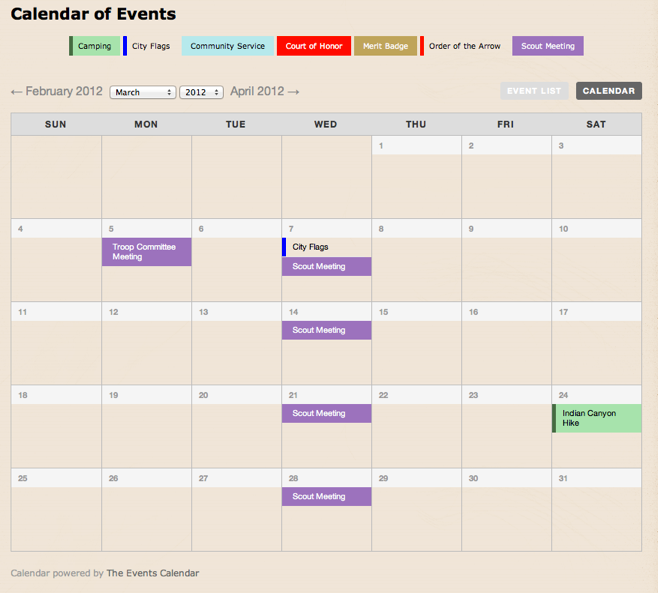 Calendar of Events
Camping City Flags Community Service Court of Honor Merit Badge Order of the Arrow Scout Meeting
← February 2012 March 2012 April 2012 → EVENT LIST CALENDAR
SUN MON TUE WED THU FRI SAT
1 2 3
4 5 6 7 8 9 10
Troop Committee
Meeting
City Flags
Scout Meeting
11 12 13 14 15 16 17
Scout Meeting
18 19 20 21 22 23 24
Scout Meeting
Indian Canyon
Hike
25 26 27 28 29 30 31
Scout Meeting
Calendar powered by The Events Calendar